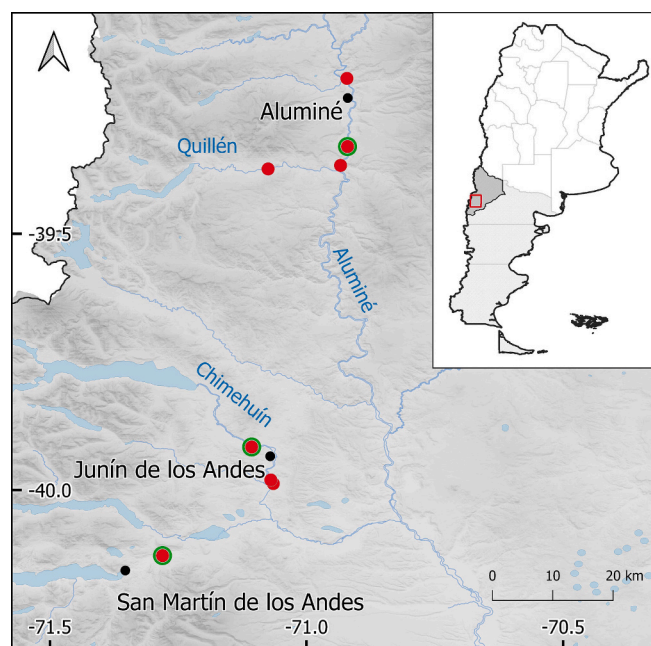 Aluminé
Quillén
-39.5
Aluminé
Chimehuín
Junín de los Andes
-40.0
0 10 20 km
San Martín de los Andes
-71.5 -71.0 -70.5